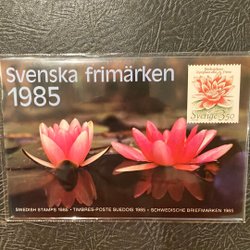 Svenska frimärken
1985
Sverige 3.50
SWEDISH STAMPS 1985 • TIMBRES-POSTE SUEDOIS 1985 • SCHWEDISCHE BRIEFMARKEN 1985